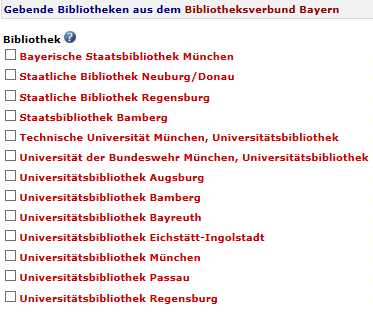 Gebende Bibliotheken aus dem Bibliotheksverbund Bayern
Bibliothek ?
Bayerische Staatsbibliothek München
Staatliche Bibliothek Neuburg/Donau
Staatliche Bibliothek Regensburg
Staatsbibliothek Bamberg
Technische Universität München, Universitätsbibliothek
Universität der Bundeswehr München, Universitätsbibliothek
Universitätsbibliothek Augsburg
Universitätsbibliothek Bamberg
Universitätsbibliothek Bayreuth
Universitätsbibliothek Eichstätt-Ingolstadt
Universitätsbibliothek München
Universitätsbibliothek Passau
Universitätsbibliothek Regensburg